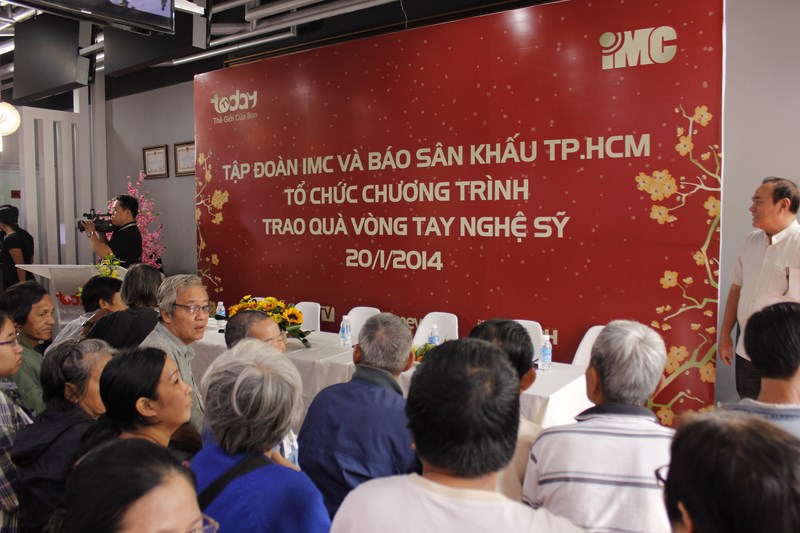 today
Thế Giới Của Bạn
iMC
TẬP ĐOÀN IMC VÀ BÁO SÂN KHẤU TP.HCM
TỔ CHỨC CHƯƠNG TRÌNH
TRAO QUÀ VÒNG TAY NGHỆ SỸ
20/1/2014